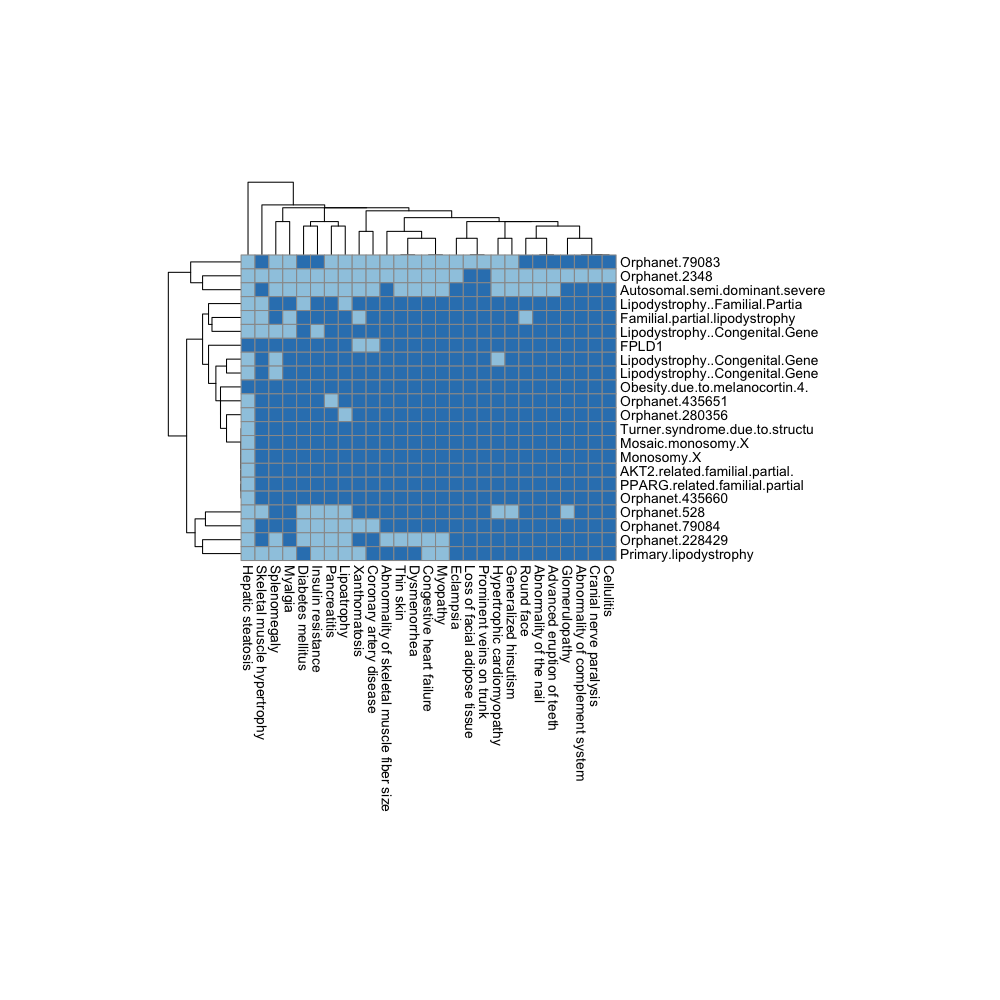 Orphanet.79083
Orphanet.2348
Autosomal.semi.dominant.severe
Lipodystrophy..Familial.Partia
Familial.partial.lipodystrophy
Lipodystrophy..Congenital.Gene
FPLD1
Lipodystrophy..Congenital.Gene
Lipodystrophy..Congenital.Gene
Obesity.due.to.melanocortin.4.
Orphanet.435651
Orphanet.280356
Turner.syndrome.due.to.structu
Mosaic.monosomy.X
Monosomy.X
AKT2.related.familial.partial.
PPARG.related.familial.partial
Orphanet.435660
Orphanet.528
Orphanet.79084
Orphanet.228429
Primary.lipodystrophy
Hepatic steatosis
Skeletal muscle hypertrophy
Splenomegaly
Myalgia
Diabetes mellitus
Insulin resistance
Pancreatitis
Lipoatrophy
Xanthomatosis
Coronary artery disease
Abnormality of skeletal muscle fiber size
Thin skin
Dysmenorrhea
Congestive heart failure
Myopathy
Eclampsia
Loss of facial adipose tissue
Prominent veins on trunk
Hypertrophic cardiomyopathy
Generalized hirsutism
Round face
Abnormality of the nail
Advanced eruption of teeth
Glomerulopathy
Abnormality of complement system
Cranial nerve paralysis
Cellulitis